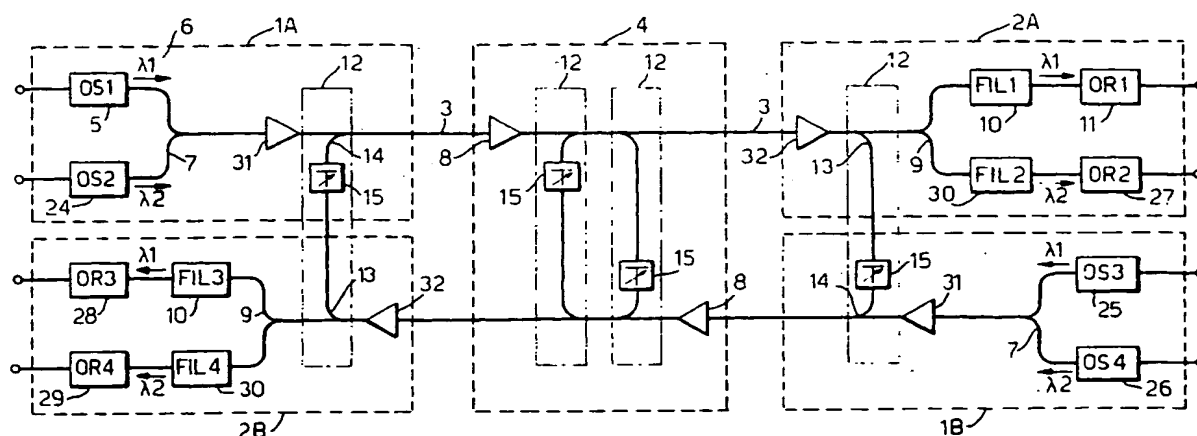 6 1A 4 2A
λ1 12 12 12 12 λ1
OS1 FIL1 OR1
5 3 3 10 11
7 31 14 8 32 13 9
OS2 15 15 FIL2 OR2
24 λ2 30 λ2 27
λ1 15 15 λ1
OR3 FIL3 13 32 8 14 31 OS3
28 10 9 25
7
OR4 FIL4 OS4
29 λ2 30 λ2 26
2B 1B